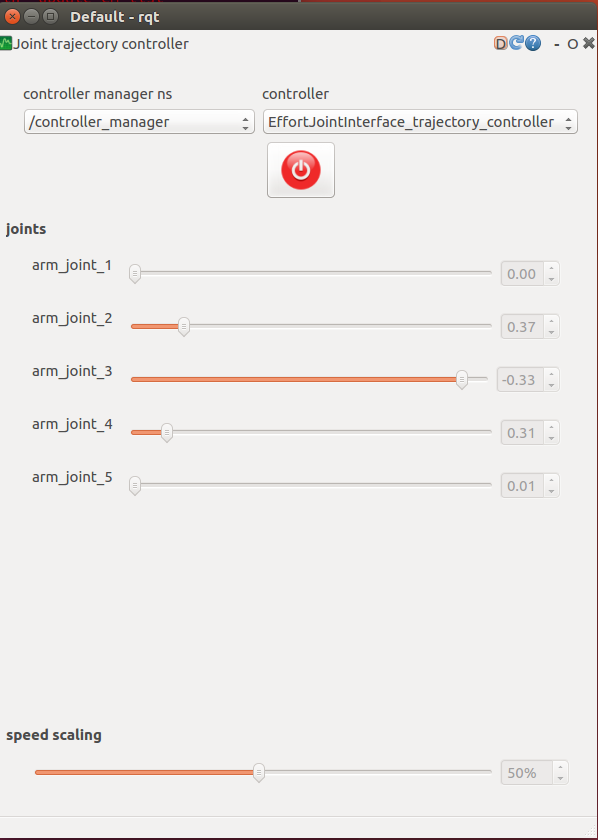 Default - rqt
Joint trajectory controller
D
?
- O
controller manager ns controller
/controller_manager EffortJointInterface_trajectory_controller
joints
arm_joint_1 0.00
arm_joint_2 0.37
arm_joint_3 -0.33
arm_joint_4 0.31
arm_joint_5 0.01
speed scaling
50%